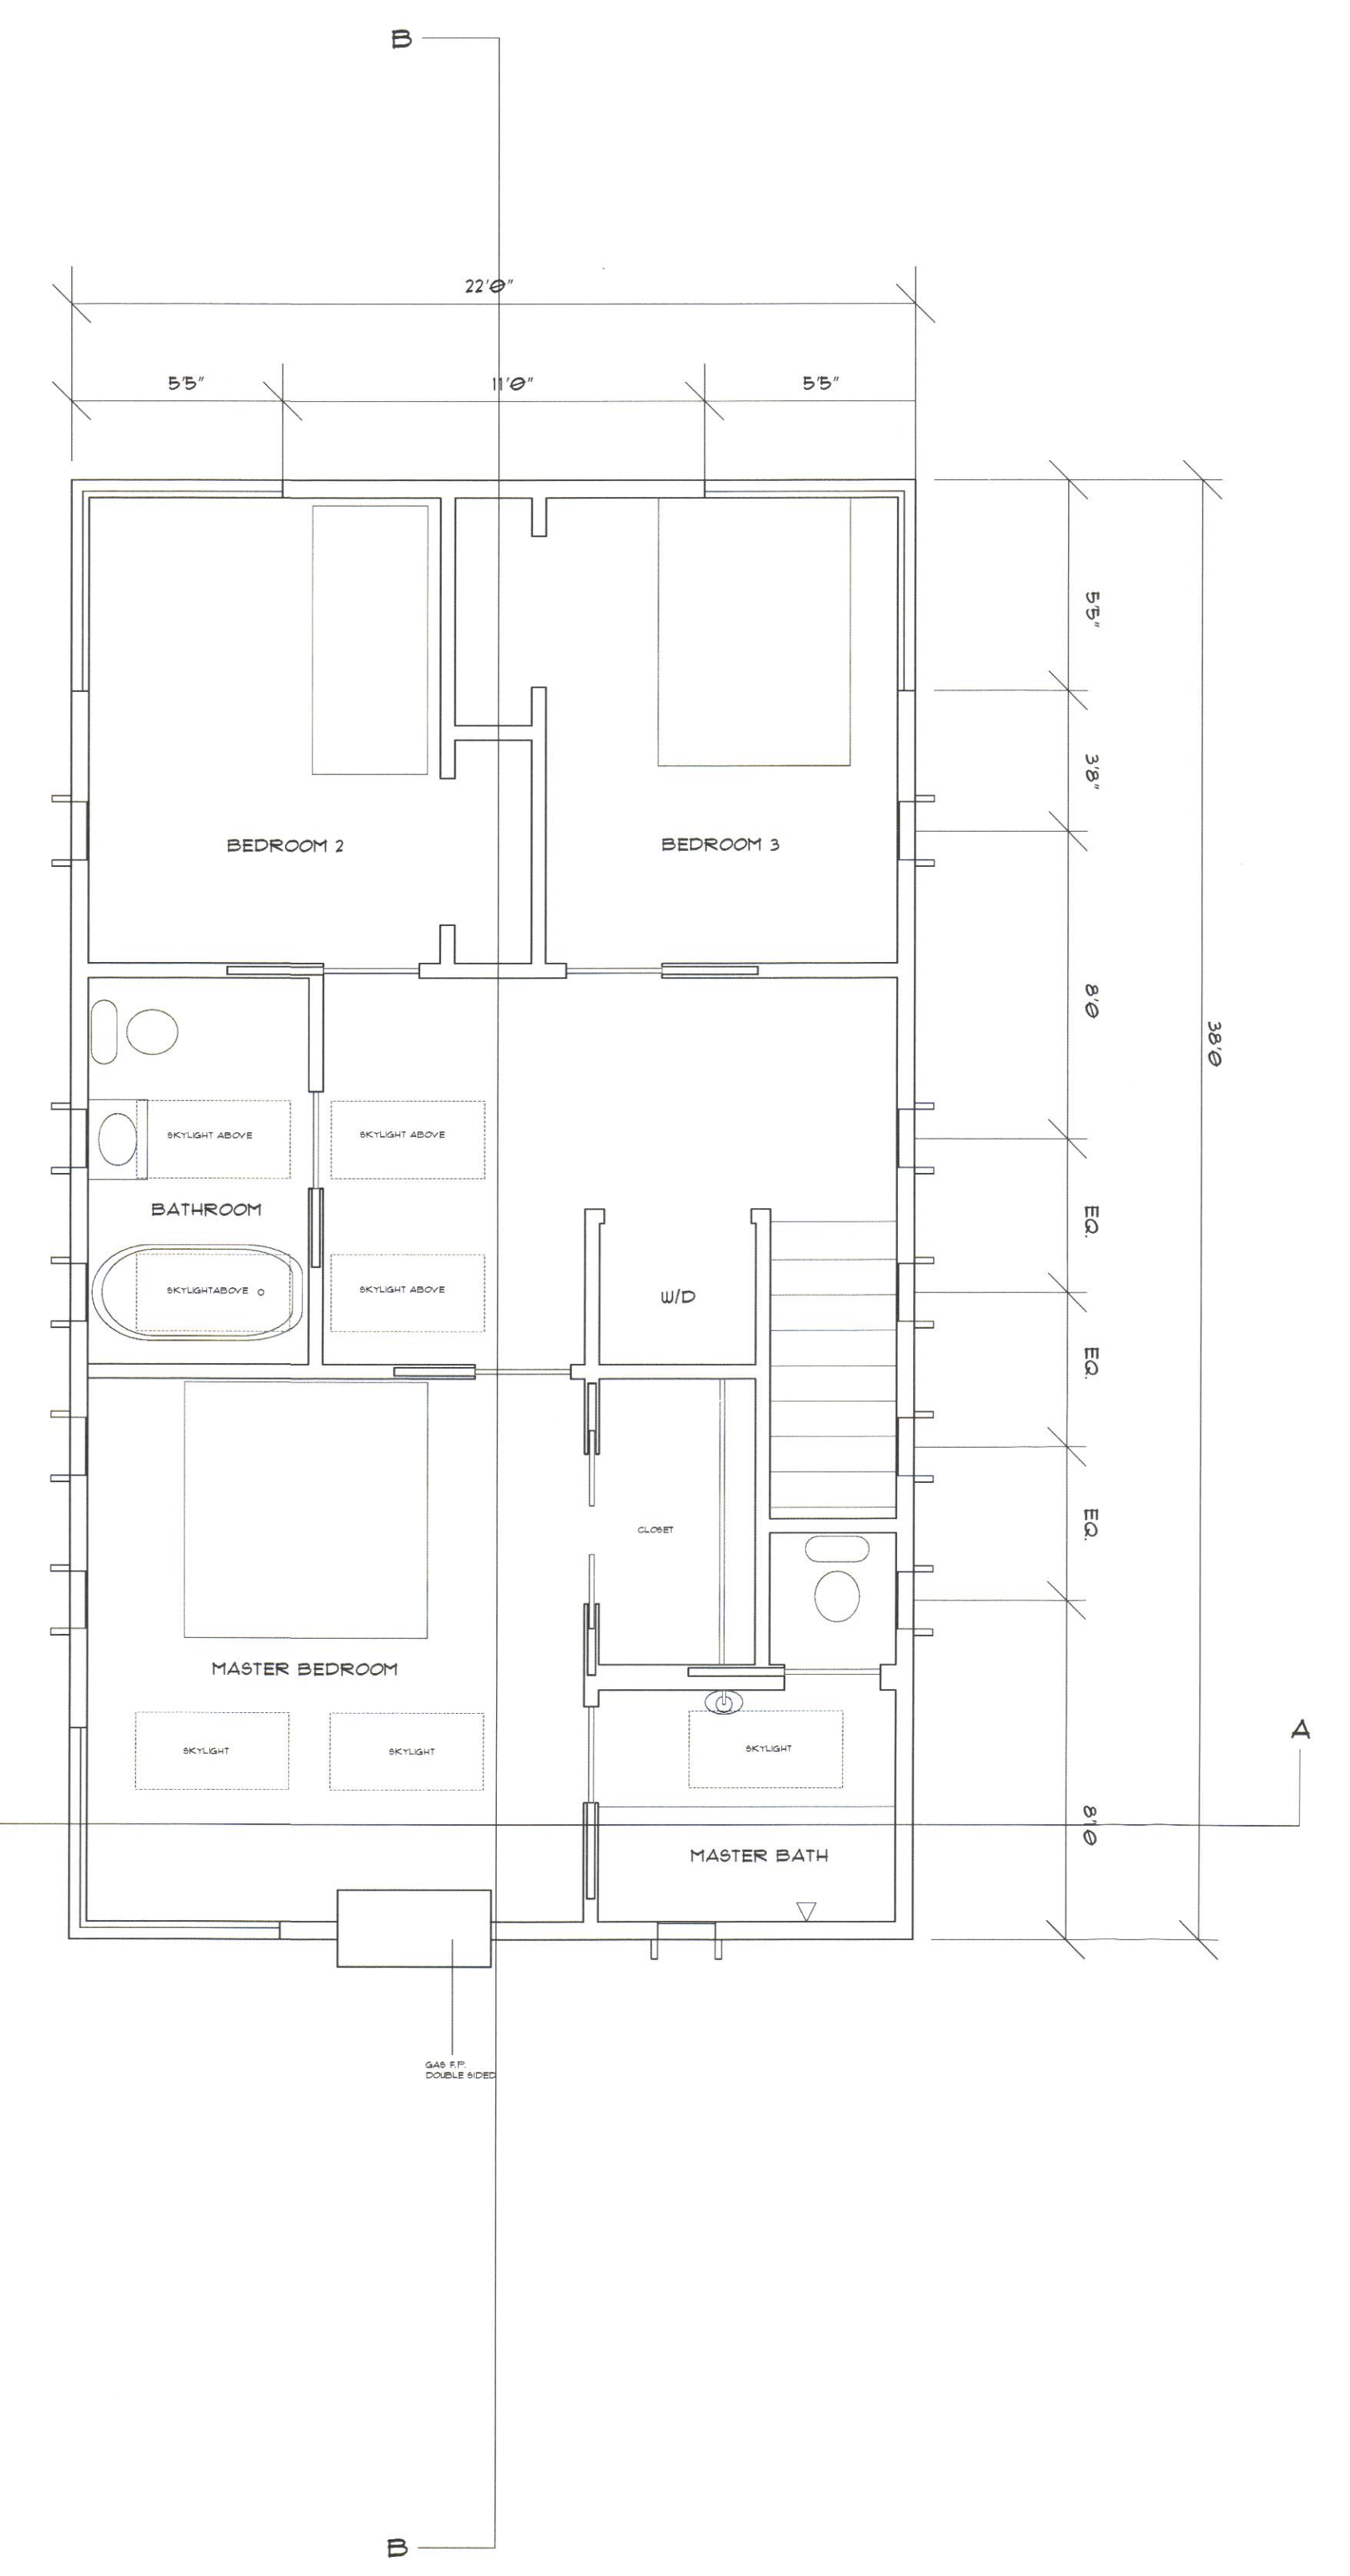 B
22'0"
5'5" 11'0" 5'5"
5'5"
3'8"
BEDROOM 2 BEDROOM 3
8'0
38'0
SKYLIGHT ABOVE SKYLIGHT ABOVE
BATHROOM
EQ.
SKYLIGHTABOVE SKYLIGHT ABOVE
W/D
EQ.
CLOSET
EQ.
MASTER BEDROOM
SKYLIGHT SKYLIGHT SKYLIGHT
A
8'0
MASTER BATH
GAS F.P.
DOUBLE SIDED
B